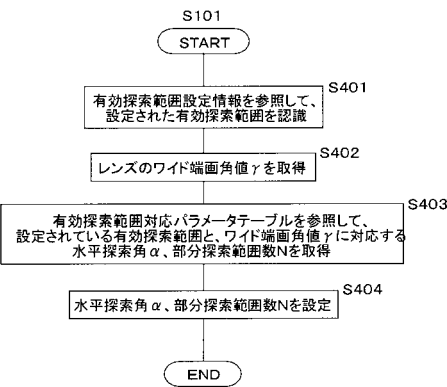 S101
START
S401
有効探索範囲設定情報を参照して、
設定された有効探索範囲を認識
S402
レンズのワイド端画角値γを取得
S403
有効探索範囲対応パラメータテーブルを参照して、
設定されている有効探索範囲と、ワイド端画角値γに対応する
水平探索角α、部分探索範囲数Nを取得
S404
水平探索角α、部分探索範囲数Nを設定
END